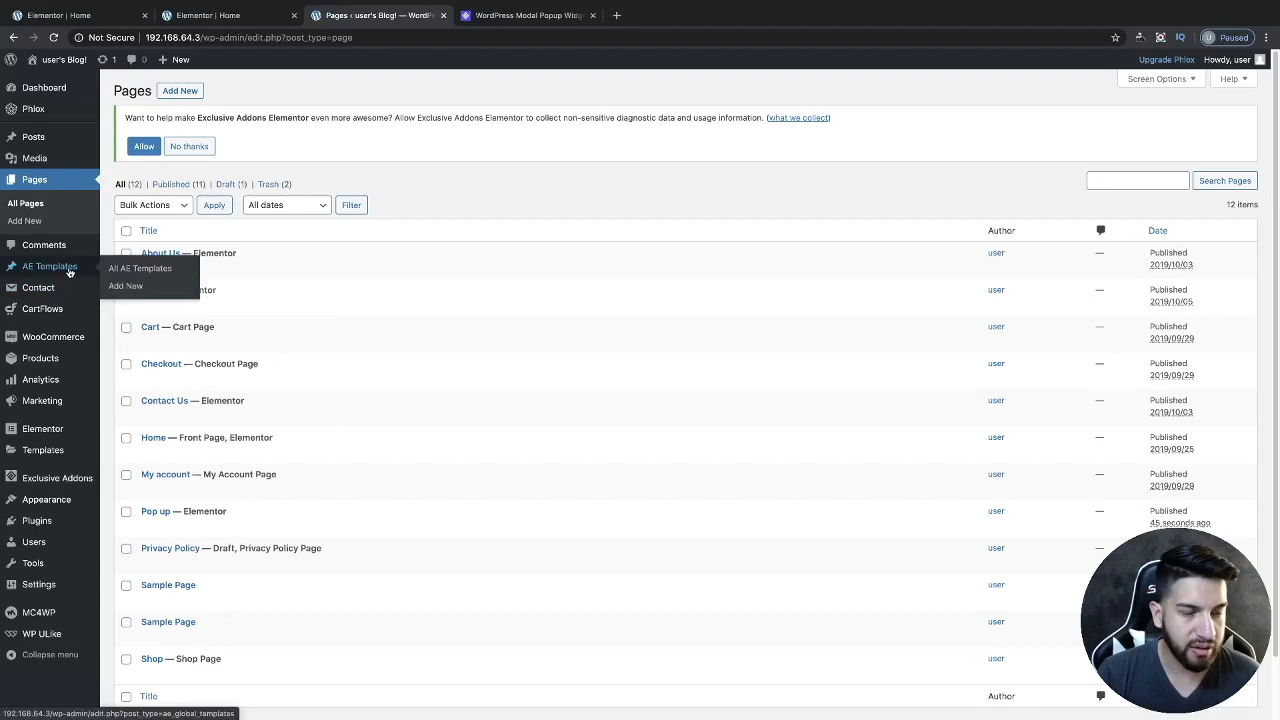 Elementor | Home
Elementor | Home
Pages ‹ user's Blog! — WordPr
WordPress Modal Popup Widg
Not Secure
192.168.64.3/wp-admin/edit.php?post_type=page
IQ
U Paused
user's Blog!
1
0
+ New
Upgrade Phlox
Howdy, user
Dashboard
Phlox
Posts
Media
Pages
All Pages
Add New
Comments
AE Templates
All AE Templates
Add New
Contact
CartFlows
WooCommerce
Products
Analytics
Marketing
Elementor
Templates
Exclusive Addons
Appearance
Plugins
Users
Tools
Settings
MC4WP
WP ULike
Collapse menu
Pages Add New
Screen Options
Help
Want to help make Exclusive Addons Elementor even more awesome? Allow Exclusive Addons Elementor to collect non-sensitive diagnostic data and usage information. (what we collect)
Allow No thanks
All (12) | Published (11) | Draft (1) | Trash (2)
Search Pages
Bulk Actions Apply All dates Filter
12 items
Title Author Date
About Us — Elementor user — Published
2019/10/03
user — Published
2019/10/05
Cart — Cart Page user — Published
2019/09/29
Checkout — Checkout Page user — Published
2019/09/29
Contact Us — Elementor user — Published
2019/10/03
Home — Front Page, Elementor user — Published
2019/09/25
My account — My Account Page user — Published
2019/09/29
Pop up — Elementor user — Published
45 seconds ago
Privacy Policy — Draft, Privacy Policy Page user
Sample Page user
Sample Page user
Shop — Shop Page user
Title Author
192.168.64.3/wp-admin/edit.php?post_type=ae_global_templates